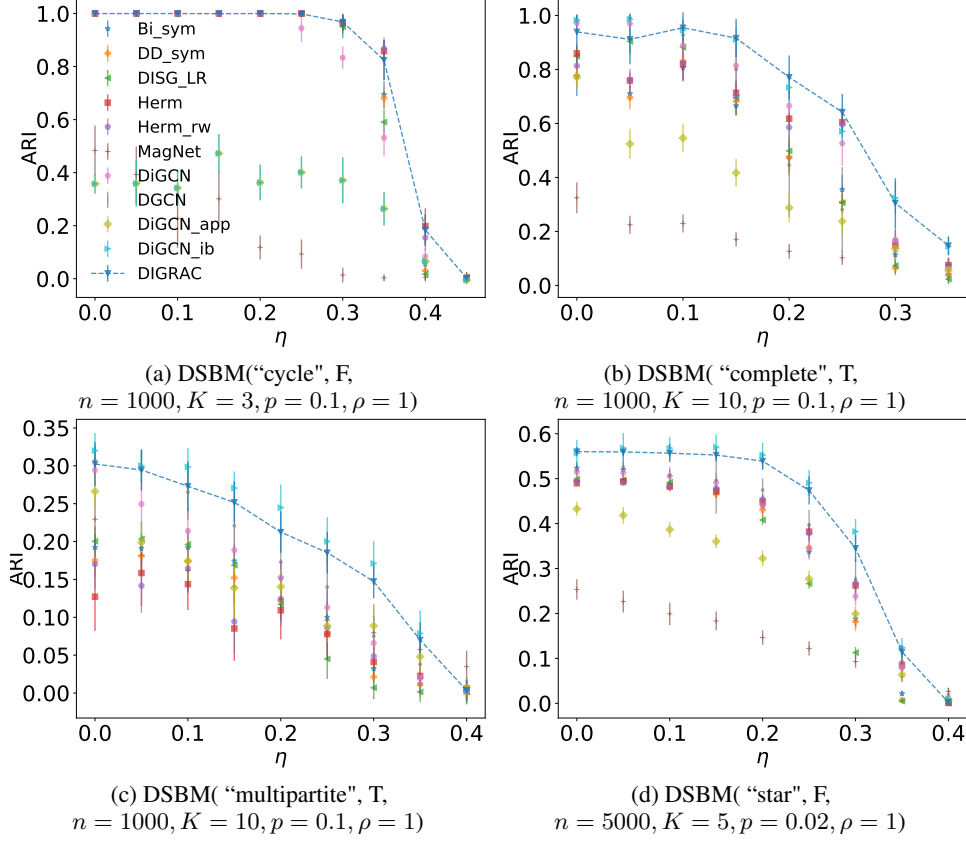 1.0
0.8
0.6
0.4
0.2
0.0
ARI
Bi_sym
DD_sym
DISG_LR
Herm
Herm_rw
MagNet
DiGCN
DGCN
DiGCN_app
DiGCN_ib
DIGRAC
0.0 0.1 0.2 0.3 0.4
η
(a) DSBM("cycle", F,
n = 1000, K = 3, p = 0.1, ρ = 1)
1.0
0.8
0.6
0.4
0.2
0.0
ARI
0.0 0.1 0.2 0.3
η
(b) DSBM( "complete", T,
n = 1000, K = 10, p = 0.1, ρ = 1)
0.35
0.30
0.25
0.20
0.15
0.10
0.05
0.00
ARI
0.0 0.1 0.2 0.3 0.4
η
(c) DSBM( "multipartite", T,
n = 1000, K = 10, p = 0.1, ρ = 1)
0.6
0.5
0.4
0.3
0.2
0.1
0.0
ARI
0.0 0.1 0.2 0.3 0.4
η
(d) DSBM( "star", F,
n = 5000, K = 5, p = 0.02, ρ = 1)